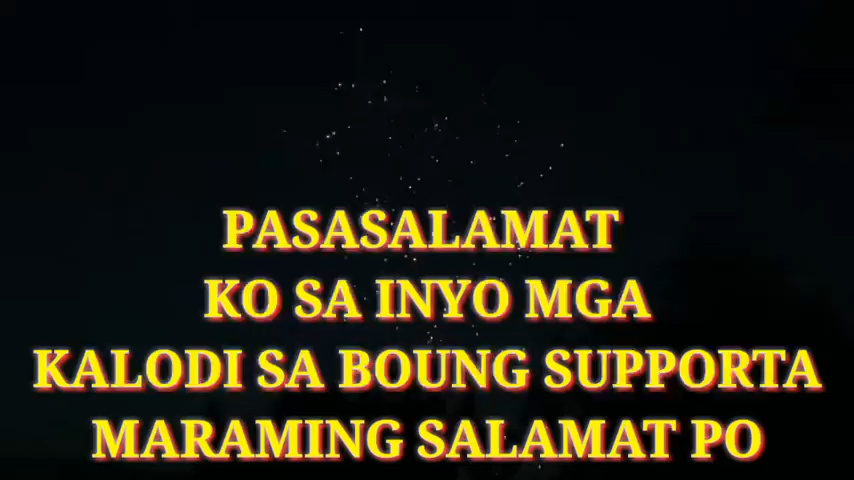 PASASALAMAT
KO SA INYO MGA
KALODI SA BOUNG SUPPORTA
MARAMING SALAMAT PO